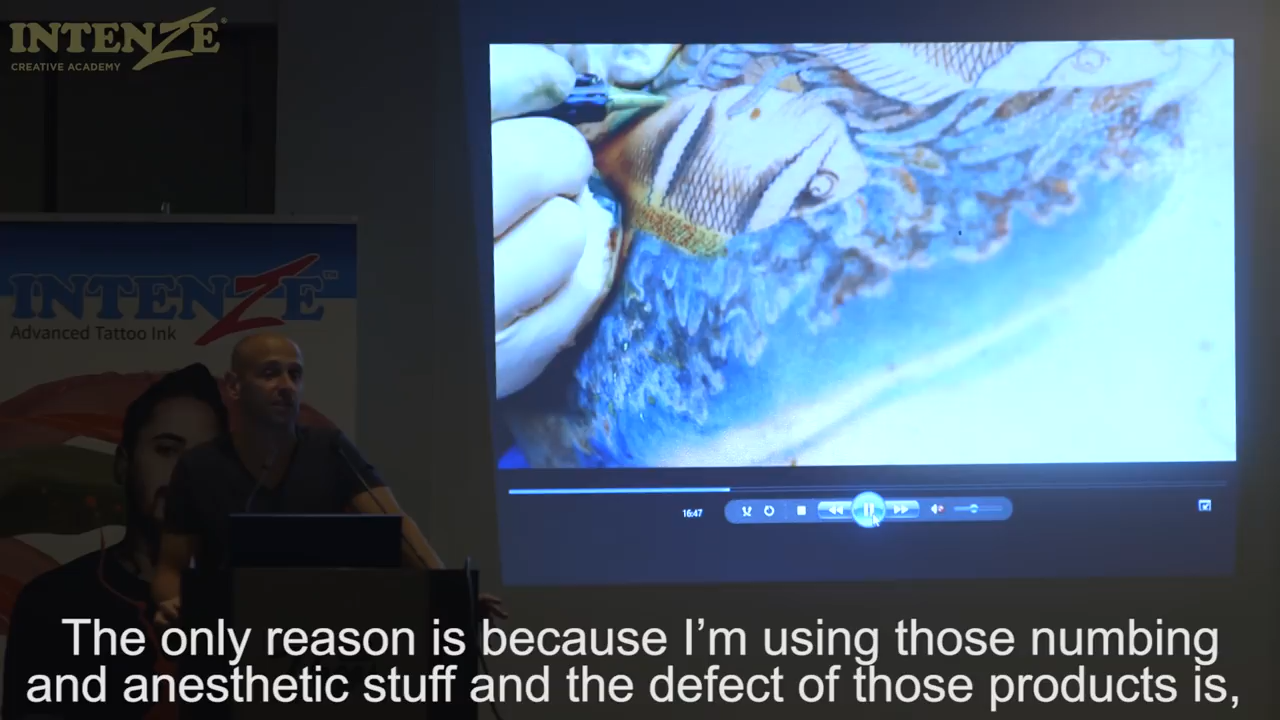 INTENZE
CREATIVE ACADEMY
INTENZE™
Advanced Tattoo Ink
16:47
The only reason is because I’m using those numbing
and anesthetic stuff and the defect of those products is,